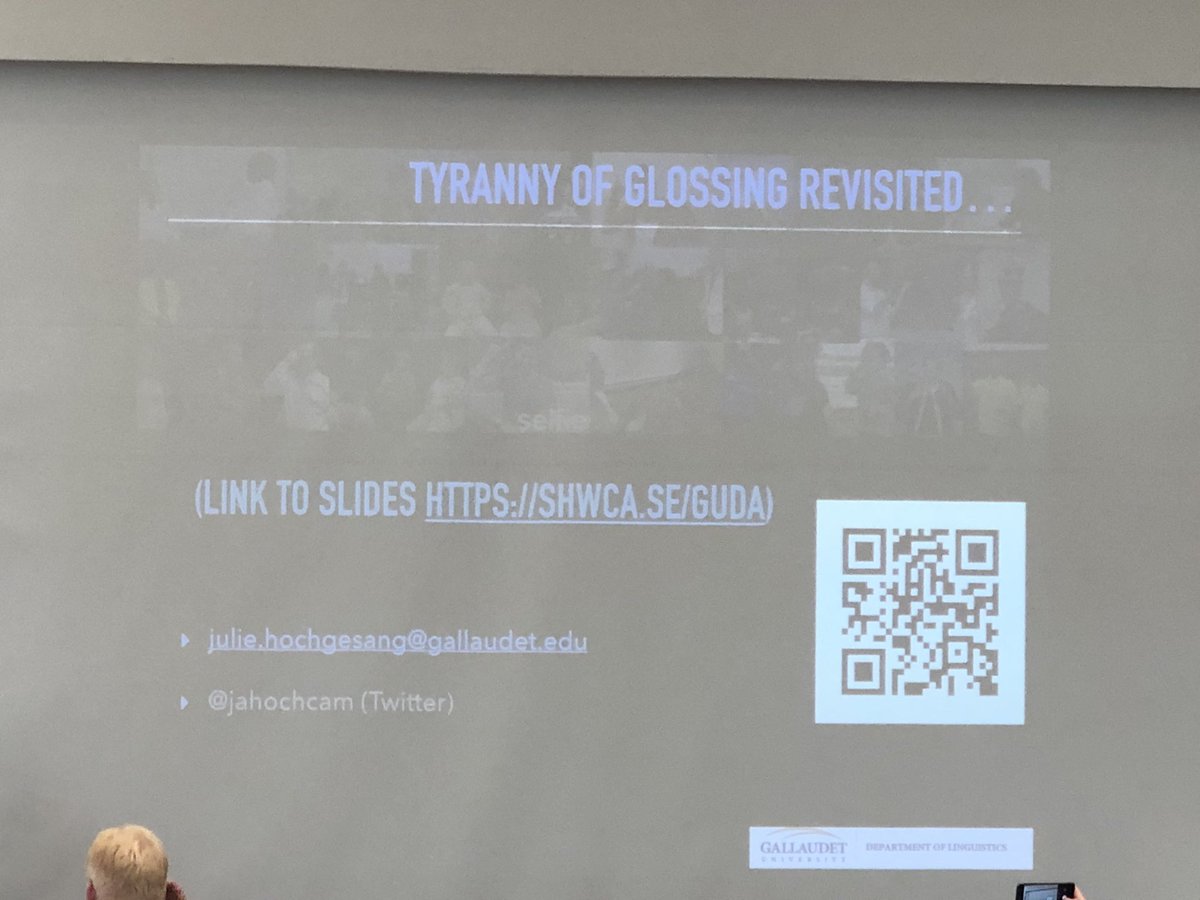 TYRANNY OF GLOSSING REVISITED...
selfie
(LINK TO SLIDES HTTPS://SHWCA.SE/GUDA)
julie.hochgesang@gallaudet.edu
@jahochcam (Twitter)
GALLAUDET
UNIVERSITY
DEPARTMENT OF LINGUISTICS